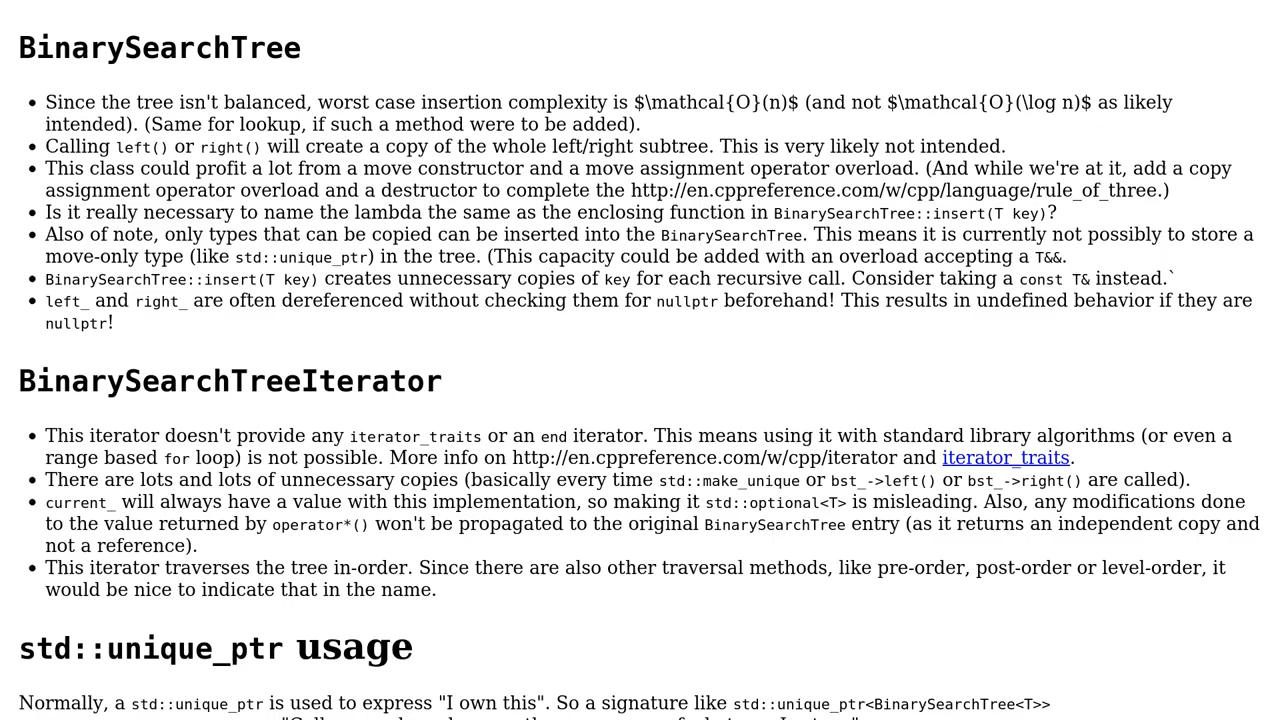 BinarySearchTree
• Since the tree isn't balanced, worst case insertion complexity is $\mathcal{O}(n)$ (and not $\mathcal{O}(\log n)$ as likely
intended). (Same for lookup, if such a method were to be added).
• Calling left() or right() will create a copy of the whole left/right subtree. This is very likely not intended.
• This class could profit a lot from a move constructor and a move assignment operator overload. (And while we're at it, add a copy
assignment operator overload and a destructor to complete the http://en.cppreference.com/w/cpp/language/rule_of_three.)
• Is it really necessary to name the lambda the same as the enclosing function in BinarySearchTree::insert(T key)?
• Also of note, only types that can be copied can be inserted into the BinarySearchTree. This means it is currently not possibly to store a
move-only type (like std::unique_ptr) in the tree. (This capacity could be added with an overload accepting a T&&.
• BinarySearchTree::insert(T key) creates unnecessary copies of key for each recursive call. Consider taking a const T& instead.`
• left_ and right_ are often dereferenced without checking them for nullptr beforehand! This results in undefined behavior if they are
nullptr!
BinarySearchTreeIterator
• This iterator doesn't provide any iterator_traits or an end iterator. This means using it with standard library algorithms (or even a
range based for loop) is not possible. More info on http://en.cppreference.com/w/cpp/iterator and iterator_traits.
• There are lots and lots of unnecessary copies (basically every time std::make_unique or bst_->left() or bst_->right() are called).
• current_ will always have a value with this implementation, so making it std::optional<T> is misleading. Also, any modifications done
to the value returned by operator*() won't be propagated to the original BinarySearchTree entry (as it returns an independent copy and
not a reference).
• This iterator traverses the tree in-order. Since there are also other traversal methods, like pre-order, post-order or level-order, it
would be nice to indicate that in the name.
std::unique_ptr usage
Normally, a std::unique_ptr is used to express "I own this". So a signature like std::unique_ptr<BinarySearchTree<T>>